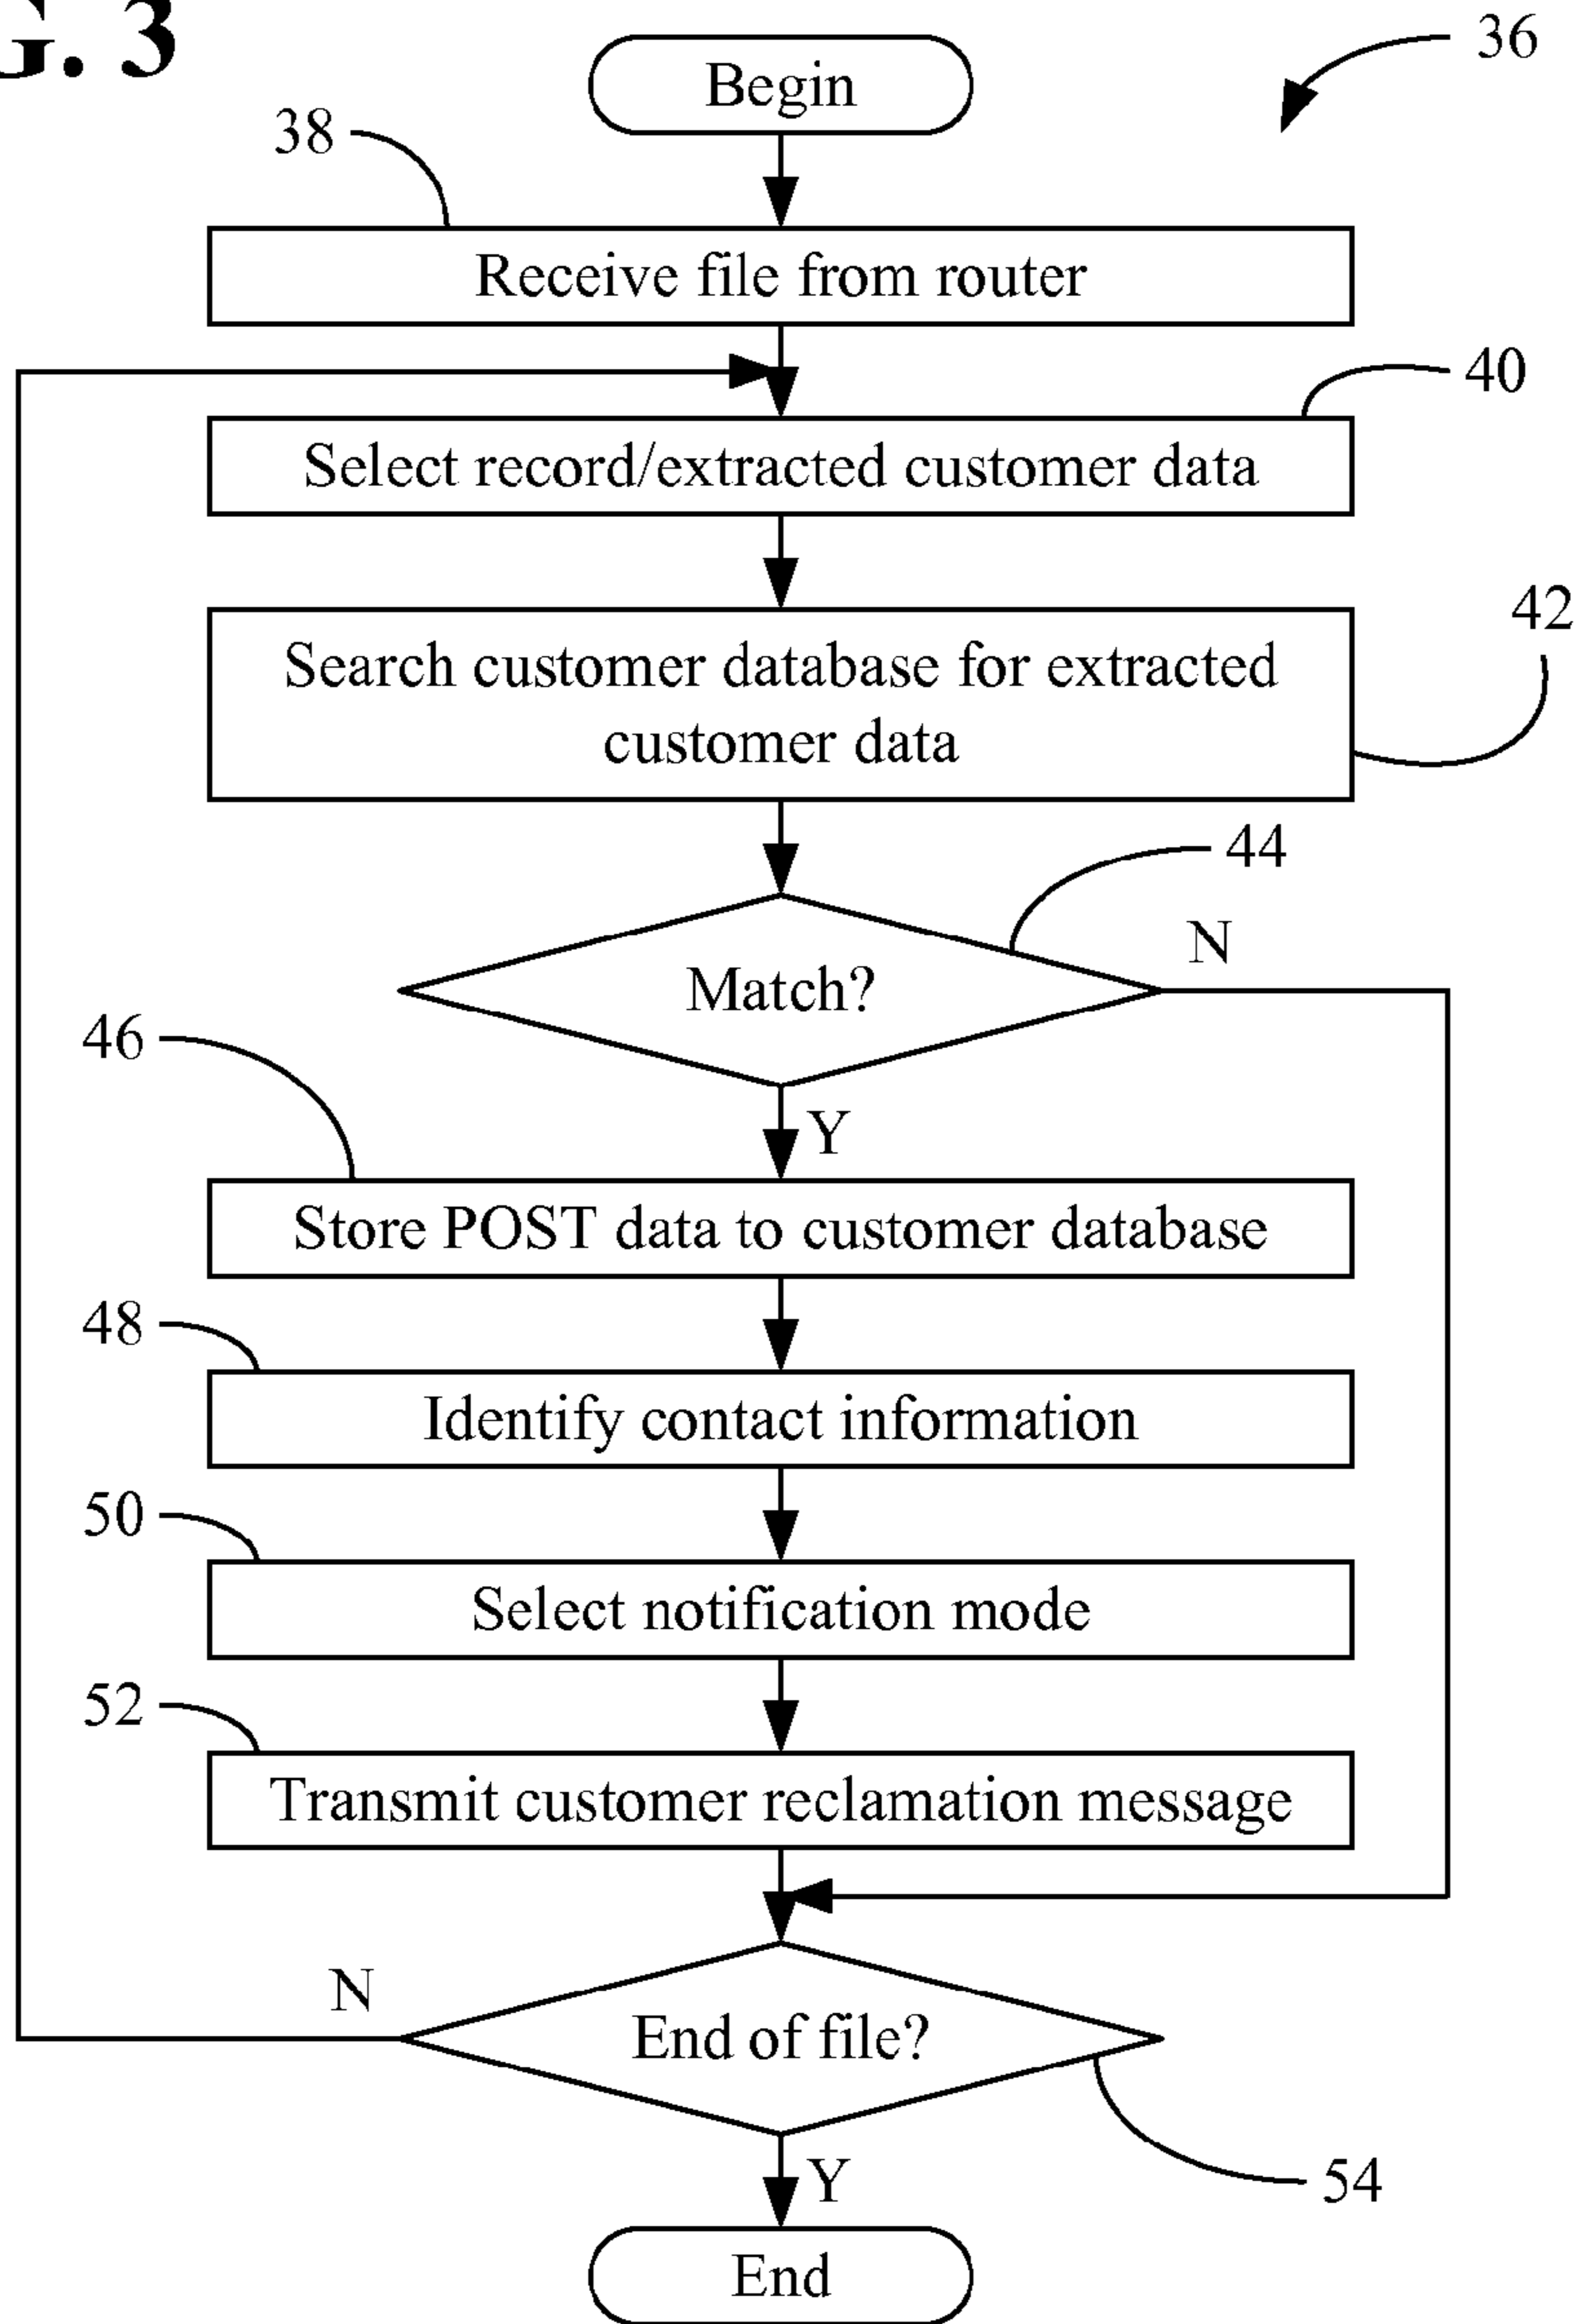 G. 3
36
Begin
38
Receive file from router
40
Select record/extracted customer data
42
Search customer database for extracted
customer data
44
Match?
N
46
Y
Store POST data to customer database
48
Identify contact information
50
Select notification mode
52
Transmit customer reclamation message
N
End of file?
54
Y
End